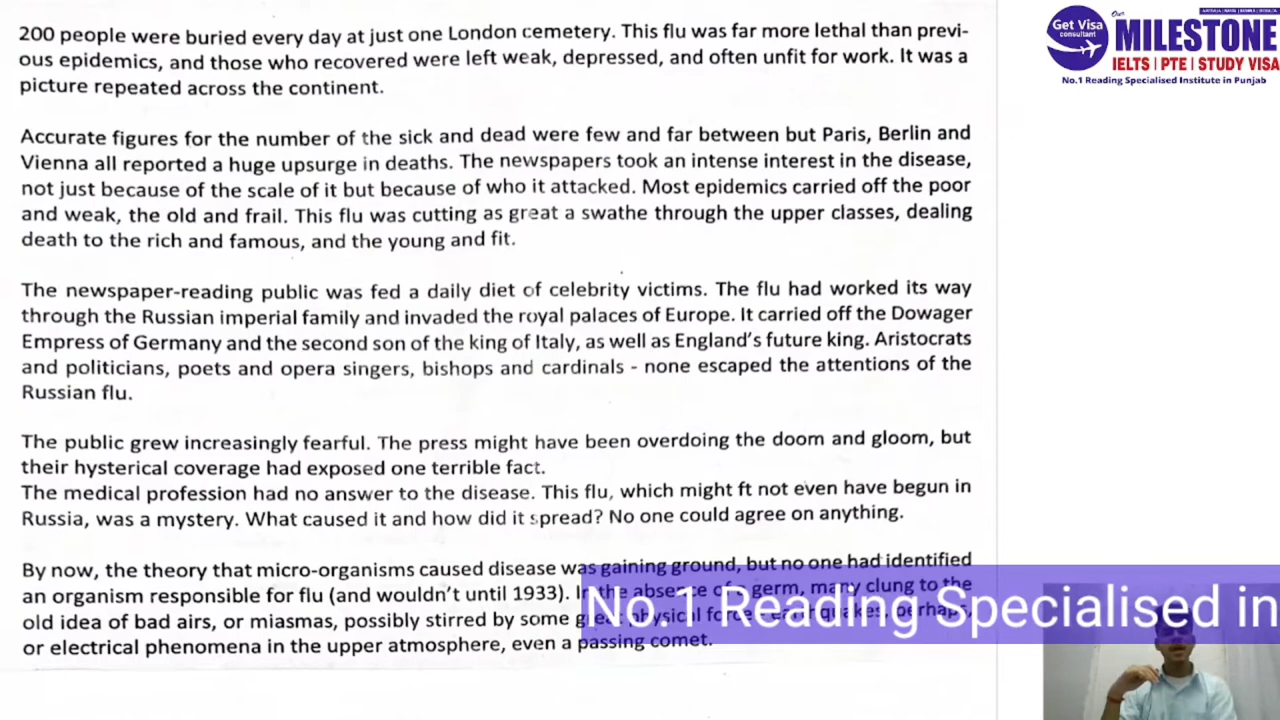 200 people were buried every day at just one London cemetery. This flu was far more lethal than previ-
ous epidemics, and those who recovered were left weak, depressed, and often unfit for work. It was a
picture repeated across the continent.
Accurate figures for the number of the sick and dead were few and far between but Paris, Berlin and
Vienna all reported a huge upsurge in deaths. The newspapers took an intense interest in the disease,
not just because of the scale of it but because of who it attacked. Most epidemics carried off the poor
and weak, the old and frail. This flu was cutting as great a swathe through the upper classes, dealing
death to the rich and famous, and the young and fit.
The newspaper-reading public was fed a daily diet of celebrity victims. The flu had worked its way
through the Russian imperial family and invaded the royal palaces of Europe. It carried off the Dowager
Empress of Germany and the second son of the king of Italy, as well as England's future king. Aristocrats
and politicians, poets and opera singers, bishops and cardinals - none escaped the attentions of the
Russian flu.
The public grew increasingly fearful. The press might have been overdoing the doom and gloom, but
their hysterical coverage had exposed one terrible fact.
The medical profession had no answer to the disease. This flu, which might ft not even have begun in
Russia, was a mystery. What caused it and how did it spread? No one could agree on anything.
By now, the theory that micro-organisms caused disease was gaining ground, but no one had identified
an organism responsible for flu (and wouldn't until 1933). In the absence of a germ, many clung to the
old idea of bad airs, or miasmas, possibly stirred by some great physical force - earthquakes, perhaps,
or electrical phenomena in the upper atmosphere, even a passing comet.
Get Visa
consultant
Our
MILESTONE
IELTS | PTE | STUDY VISA
No.1 Reading Specialised Institute in Punjab
No.1 Reading Specialised in